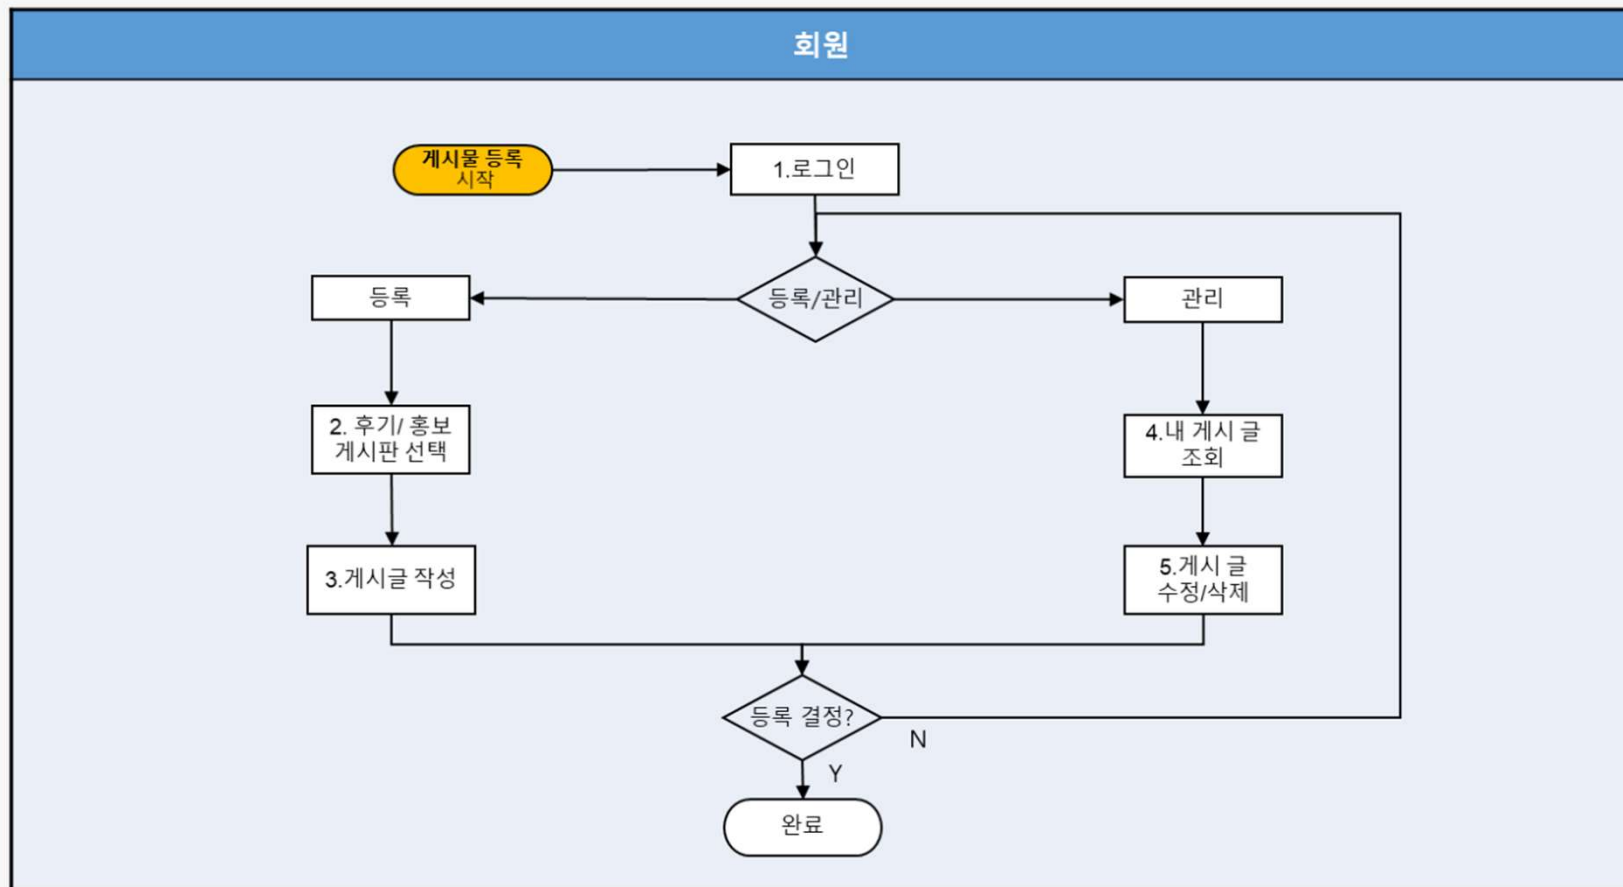 회원
게시물 등록
시작
1.로그인
등록
등록/관리
관리
2. 후기/ 홍보
게시판 선택
4.내 게시 글
조회
3.게시글 작성
5.게시 글
수정/삭제
등록 결정?
N
Y
완료